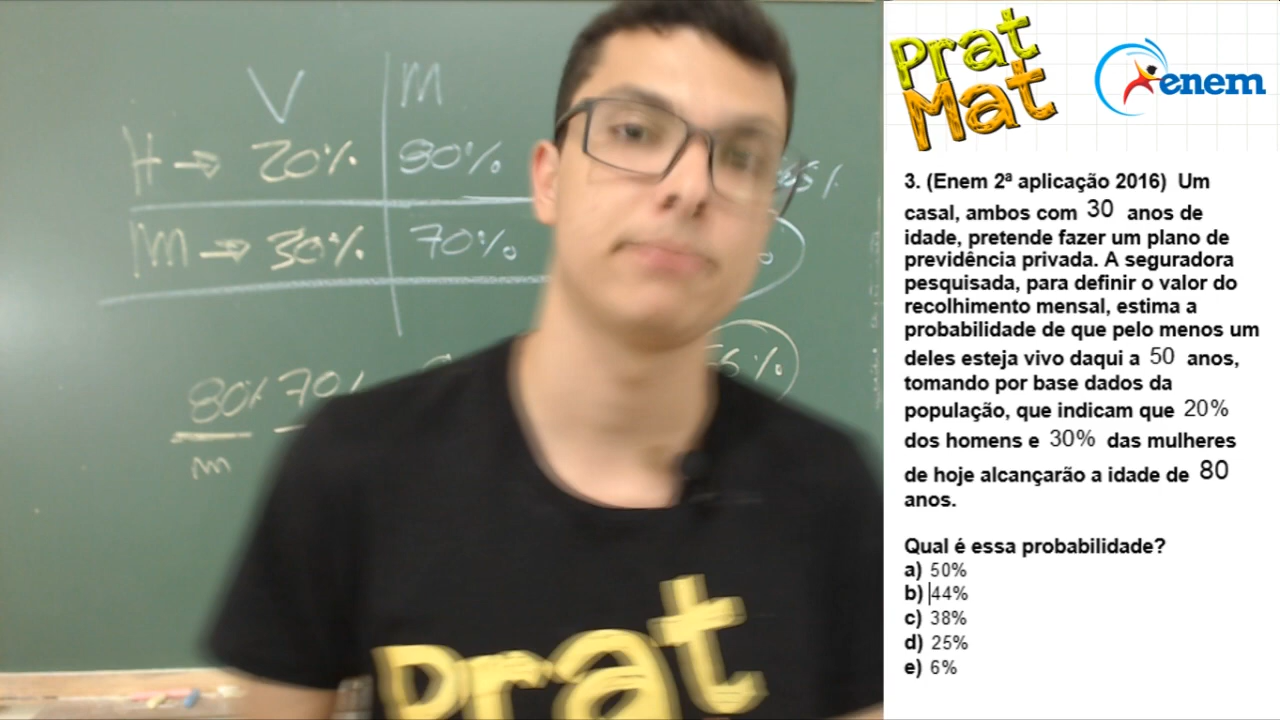 V M
H → 20% 80%
M → 30% 70%
80% 70%
m
Prat
Prat
Mat
enem
3. (Enem 2ª aplicação 2016) Um
casal, ambos com 30 anos de
idade, pretende fazer um plano de
previdência privada. A seguradora
pesquisada, para definir o valor do
recolhimento mensal, estima a
probabilidade de que pelo menos um
deles esteja vivo daqui a 50 anos,
tomando por base dados da
população, que indicam que 20%
dos homens e 30% das mulheres
de hoje alcançarão a idade de 80
anos.
Qual é essa probabilidade?
a) 50%
b) 44%
c) 38%
d) 25%
e) 6%